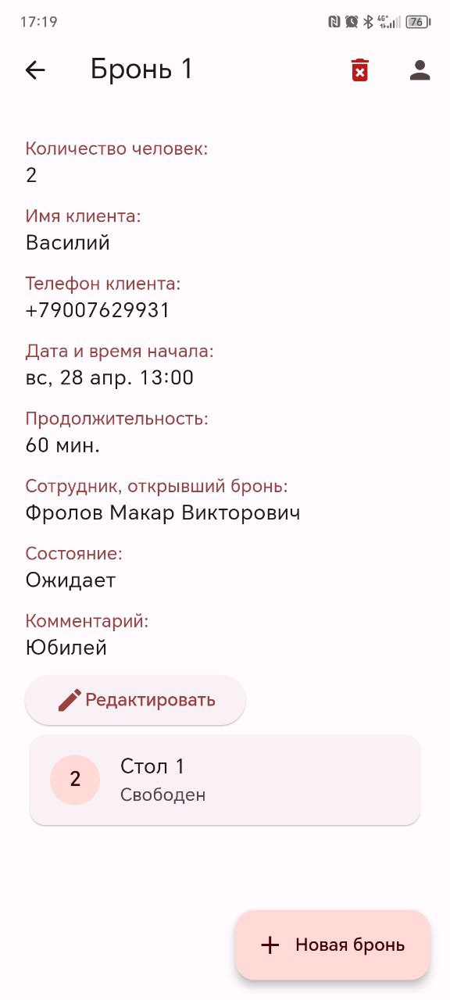 17:19
4G+
76
Бронь 1
Количество человек:
2
Имя клиента:
Василий
Телефон клиента:
+79007629931
Дата и время начала:
вс, 28 апр. 13:00
Продолжительность:
60 мин.
Сотрудник, открывший бронь:
Фролов Макар Викторович
Состояние:
Ожидает
Комментарий:
Юбилей
Редактировать
2
Стол 1
Свободен
Новая бронь